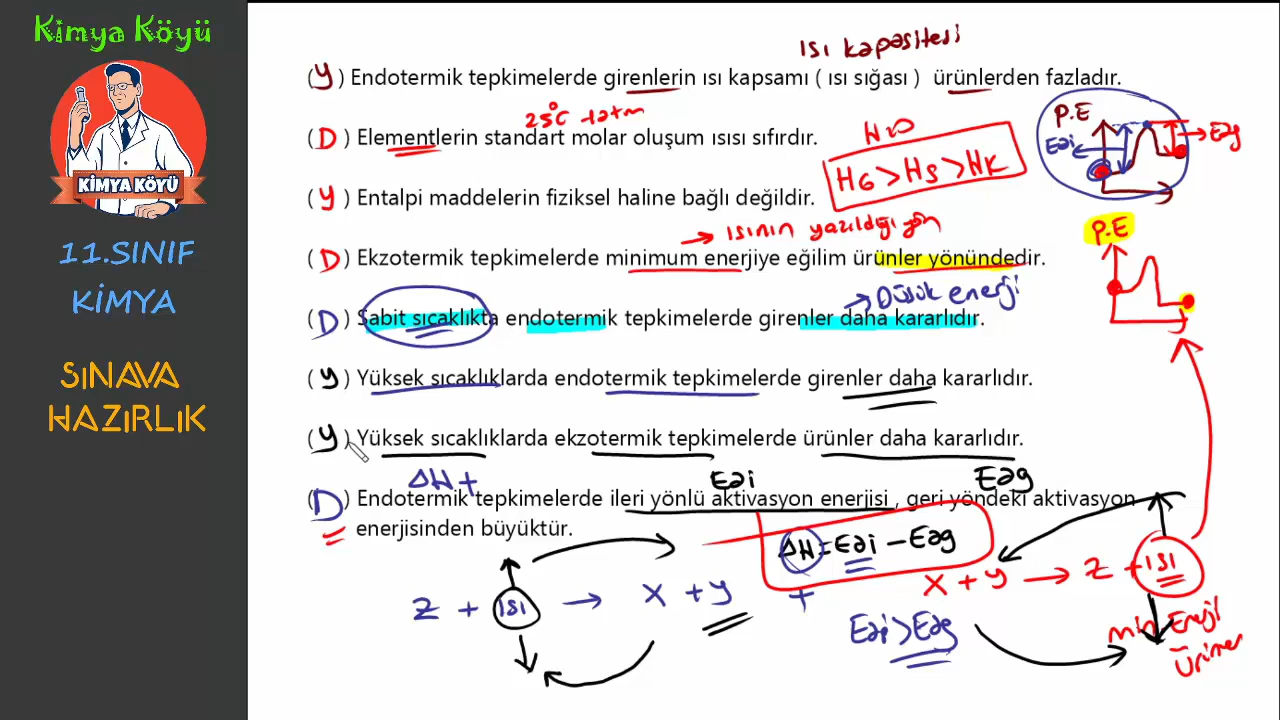 Kimya Köyü
KİMYA KÖYÜ
11.SINIF
KİMYA
SINAVA
HAZIRLIK
ısı kapasitesi
(Y) Endotermik tepkimelerde girenlerin ısı kapsamı ( ısı sığası ) ürünlerden fazladır.
25°C 1 atm
(D) Elementlerin standart molar oluşum ısısı sıfırdır.
H2O
HG > HS > HK
P.E
Eai
Eag
(Y) Entalpi maddelerin fiziksel haline bağlı değildir.
→ ısının yazıldığı yön
(D) Ekzotermik tepkimelerde minimum enerjiye eğilim ürünler yönündedir.
P.E
→ Düşük enerji
(D) Sabit sıcaklıkta endotermik tepkimelerde girenler daha kararlıdır.
(Y) Yüksek sıcaklıklarda endotermik tepkimelerde girenler daha kararlıdır.
(Y) Yüksek sıcaklıklarda ekzotermik tepkimelerde ürünler daha kararlıdır.
ΔH + Eai Eag
(D) Endotermik tepkimelerde ileri yönlü aktivasyon enerjisi , geri yöndeki aktivasyon
enerjisinden büyüktür.
ΔH = Eai – Eag
+
Z + ısı → X + Y
X + Y → Z + ısı
Eai > Eag
min Enerji
Ürünler